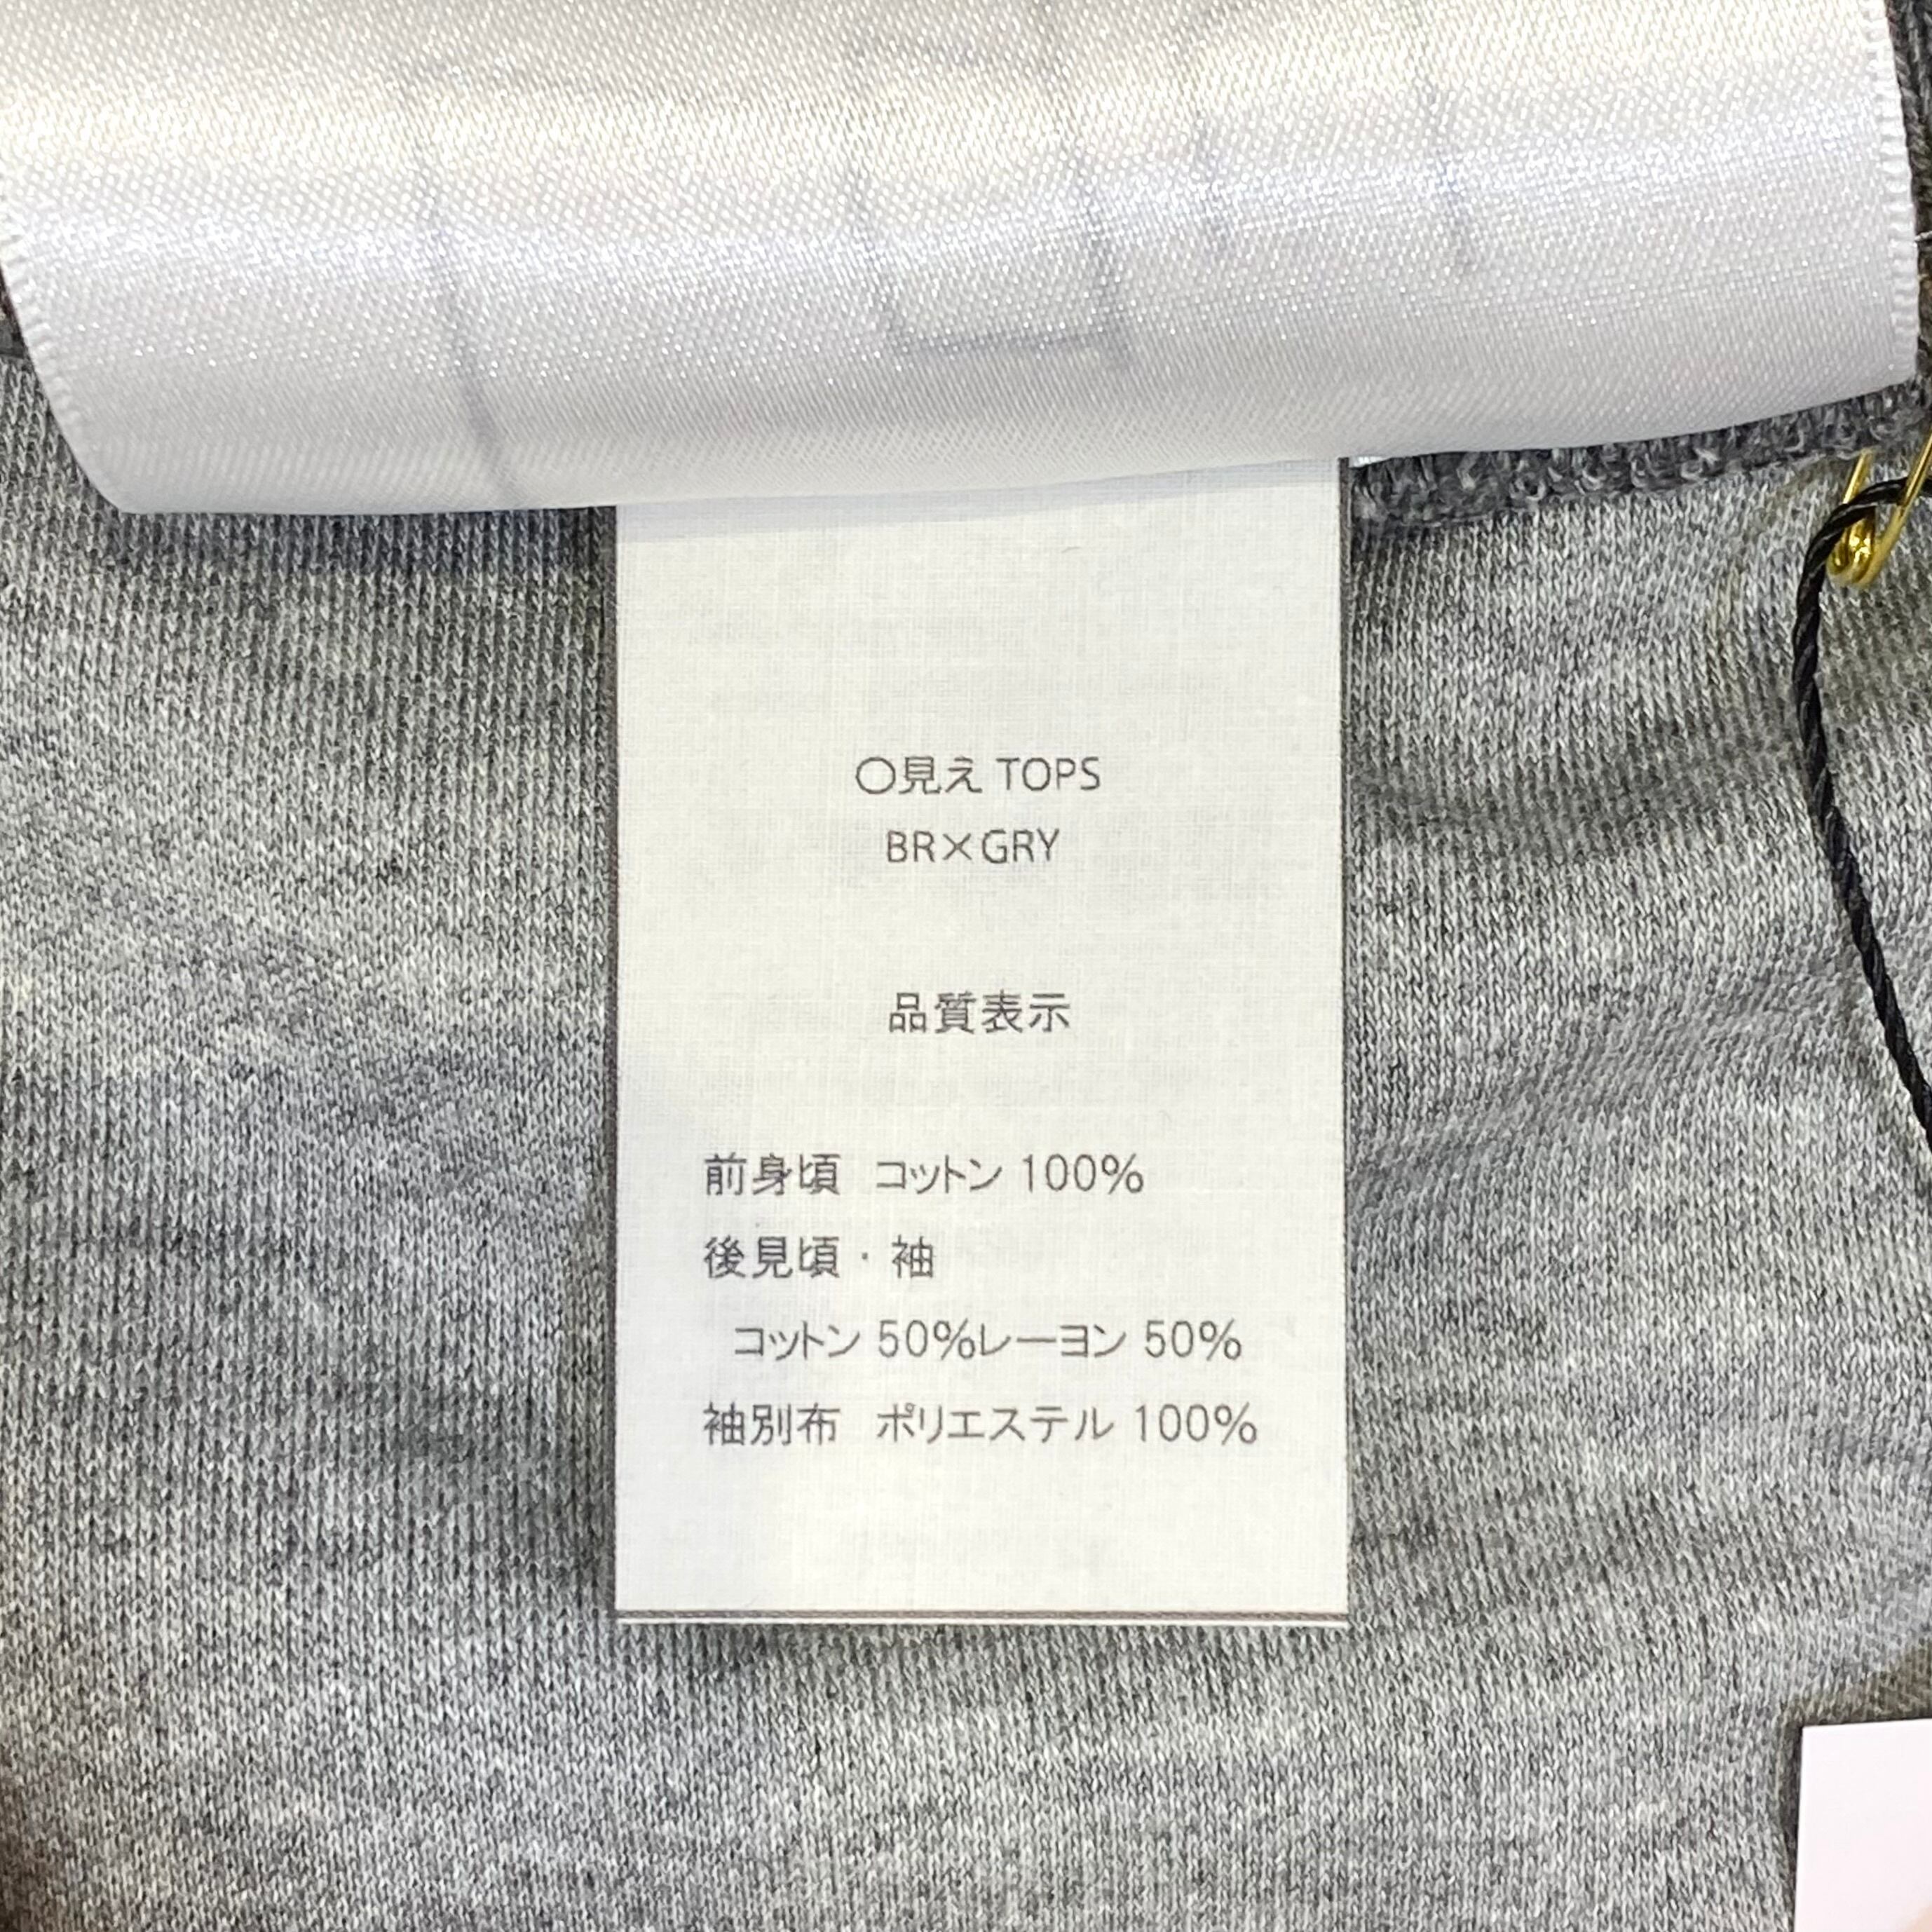 〇見え TOPS
BR×GRY
品質表示
前身頃 コットン 100%
後見頃・袖
コットン 50%レーヨン 50%
袖別布 ポリエステル 100%